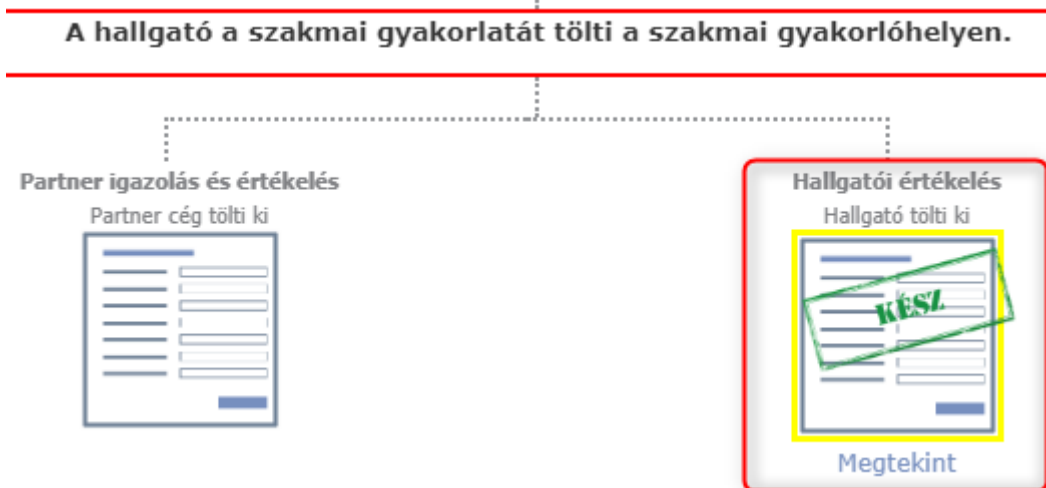 A hallgató a szakmai gyakorlatát tölti a szakmai gyakorlóhelyen.
Partner igazolás és értékelés
Partner cég tölti ki
Hallgatói értékelés
Hallgató tölti ki
KÉSZ
Megtekint